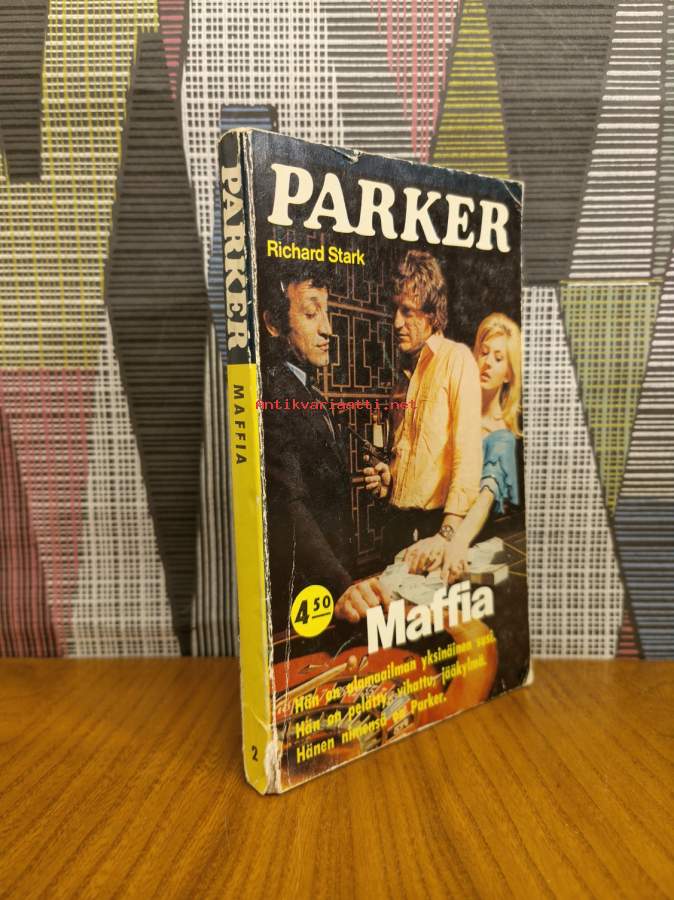 PARKER
Richard Stark
4 50
Maffia
Hän on alamaailman yksinäinen susi.
Hän on pelätty, vihattu, jääkylmä.
Hänen nimensä on Parker.
PARKER
MAFFIA
2
Antikvariaatti.net